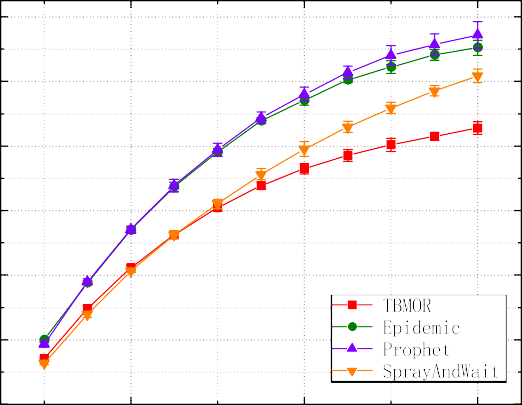 TBMOR
Epidemic
Prophet
SprayAndWait